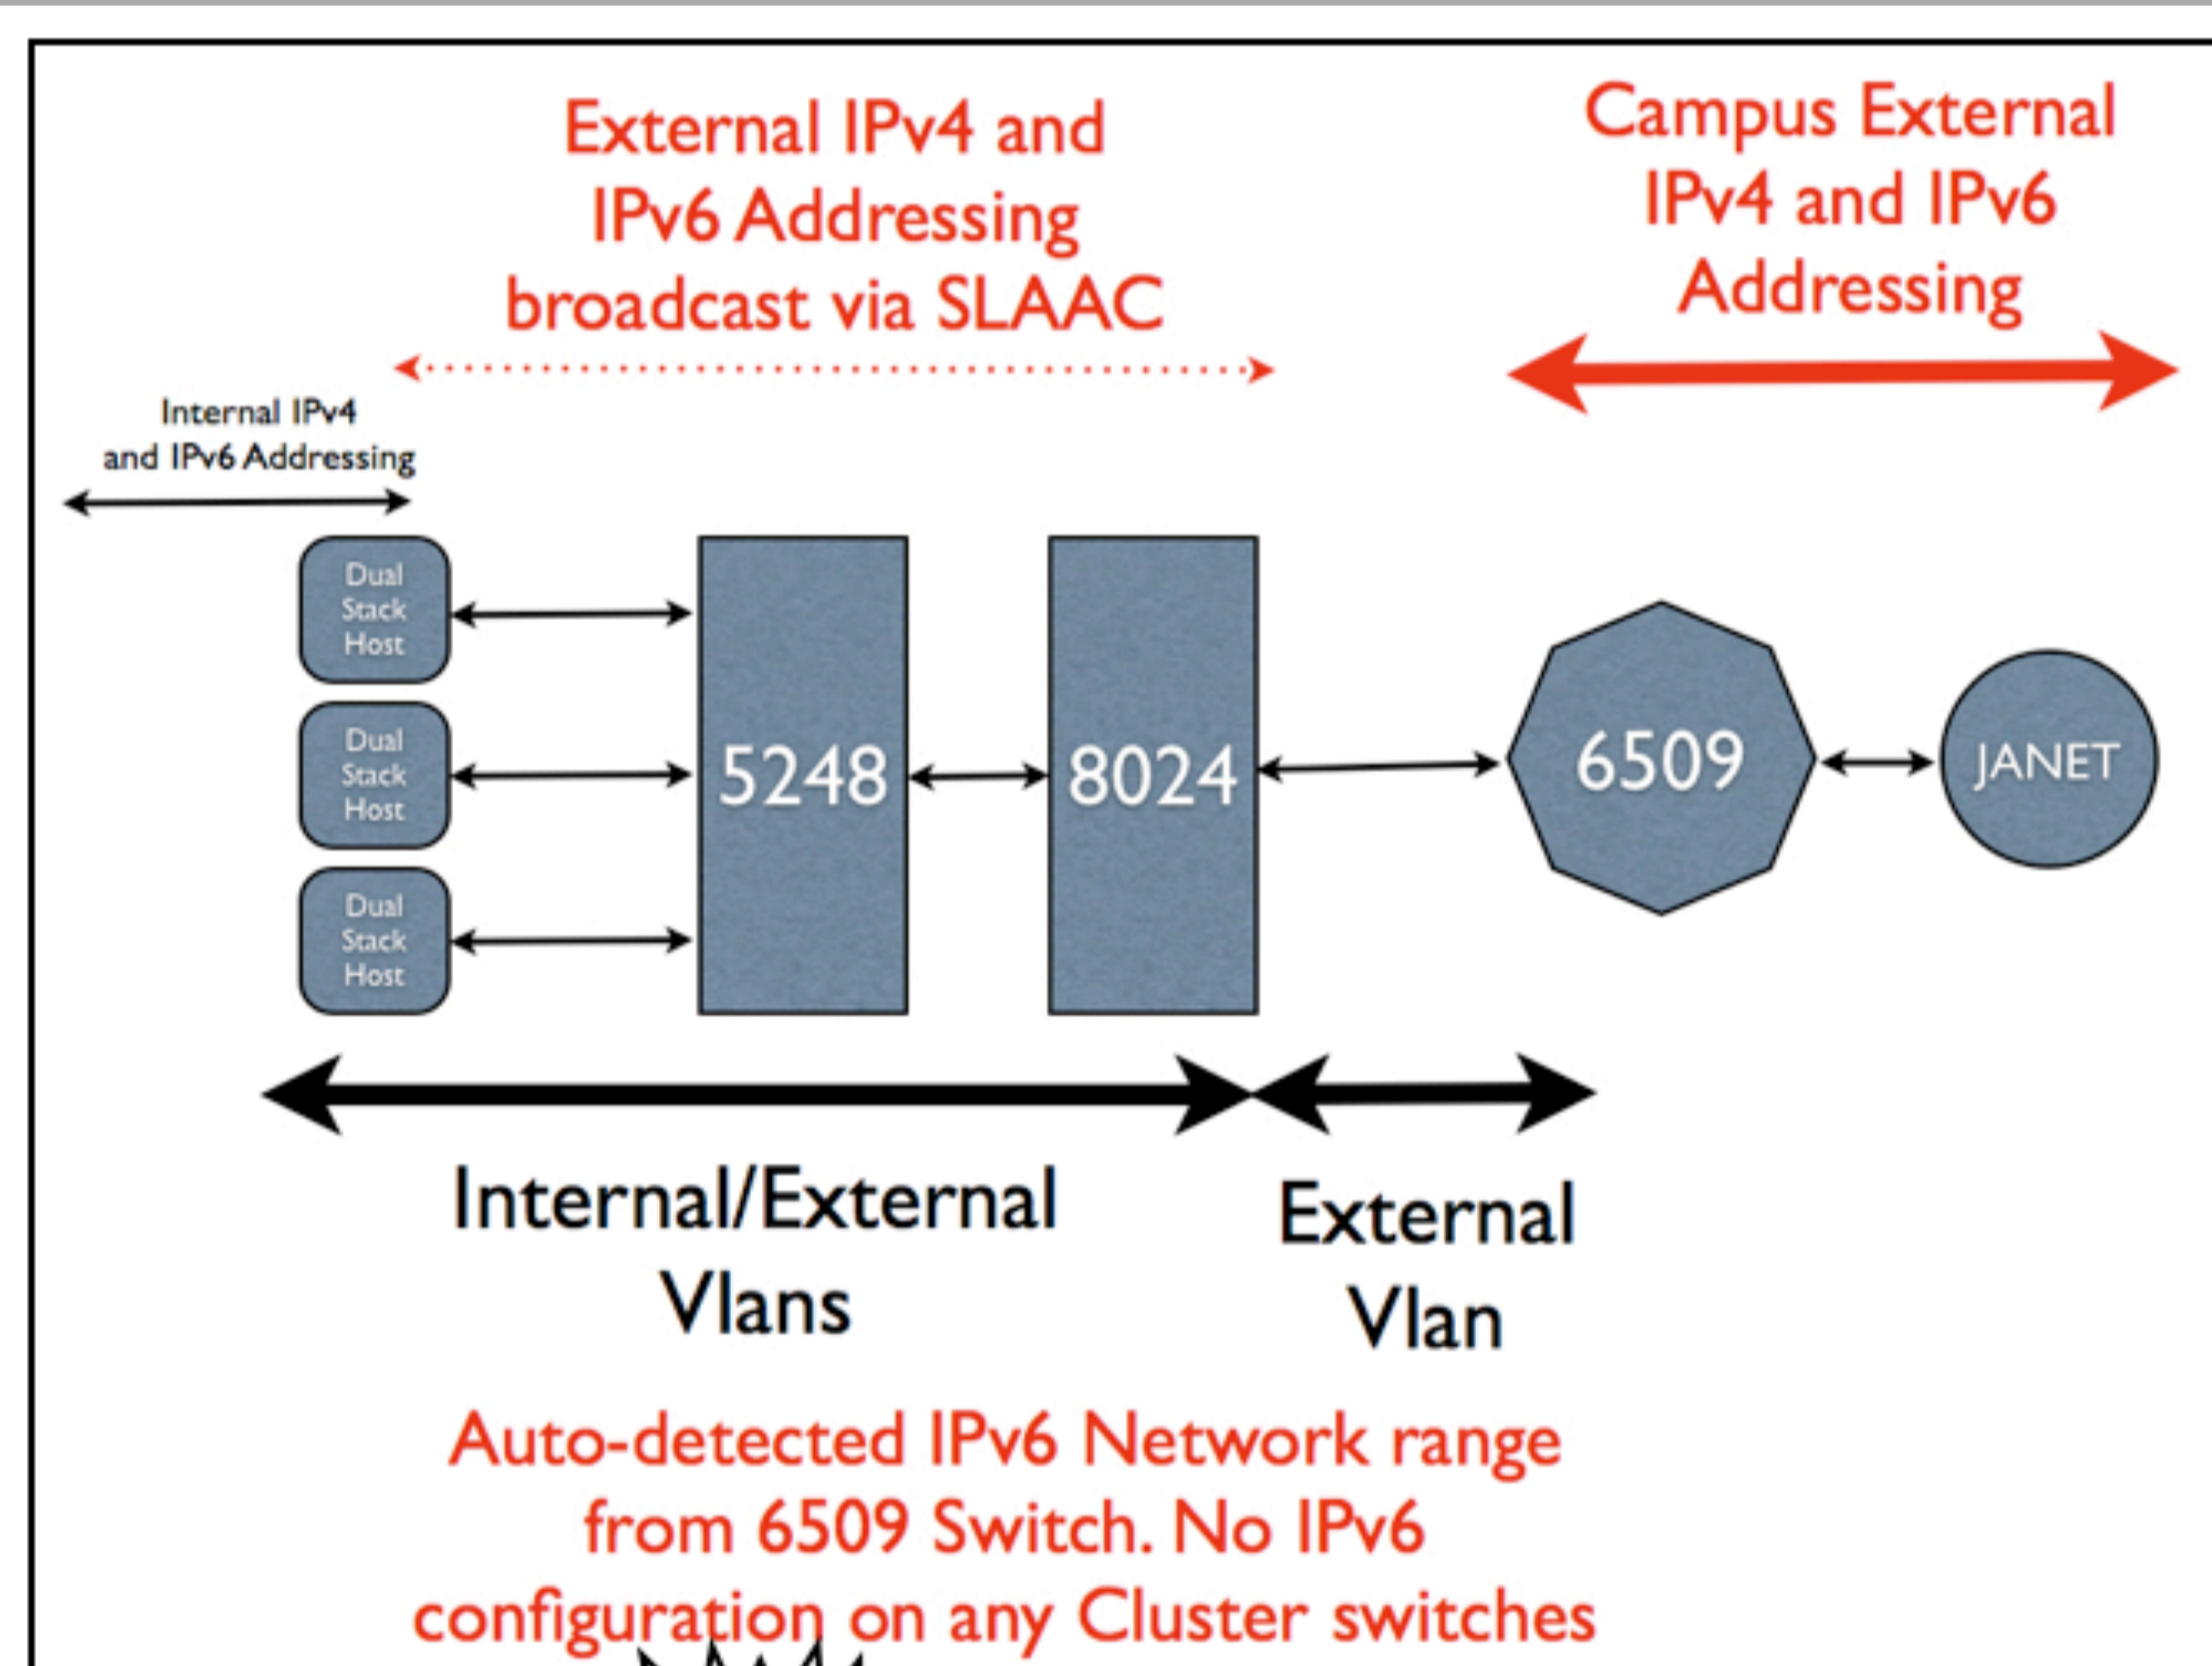 External IPv4 and
IPv6 Addressing
broadcast via SLAAC
Campus External
IPv4 and IPv6
Addressing
Internal IPv4
and IPv6 Addressing
Dual
Stack
Host
Dual
Stack
Host
Dual
Stack
Host
5248
8024
6509
JANET
Internal/External
Vlans
External
Vlan
Auto-detected IPv6 Network range
from 6509 Switch. No IPv6
configuration on any Cluster switches